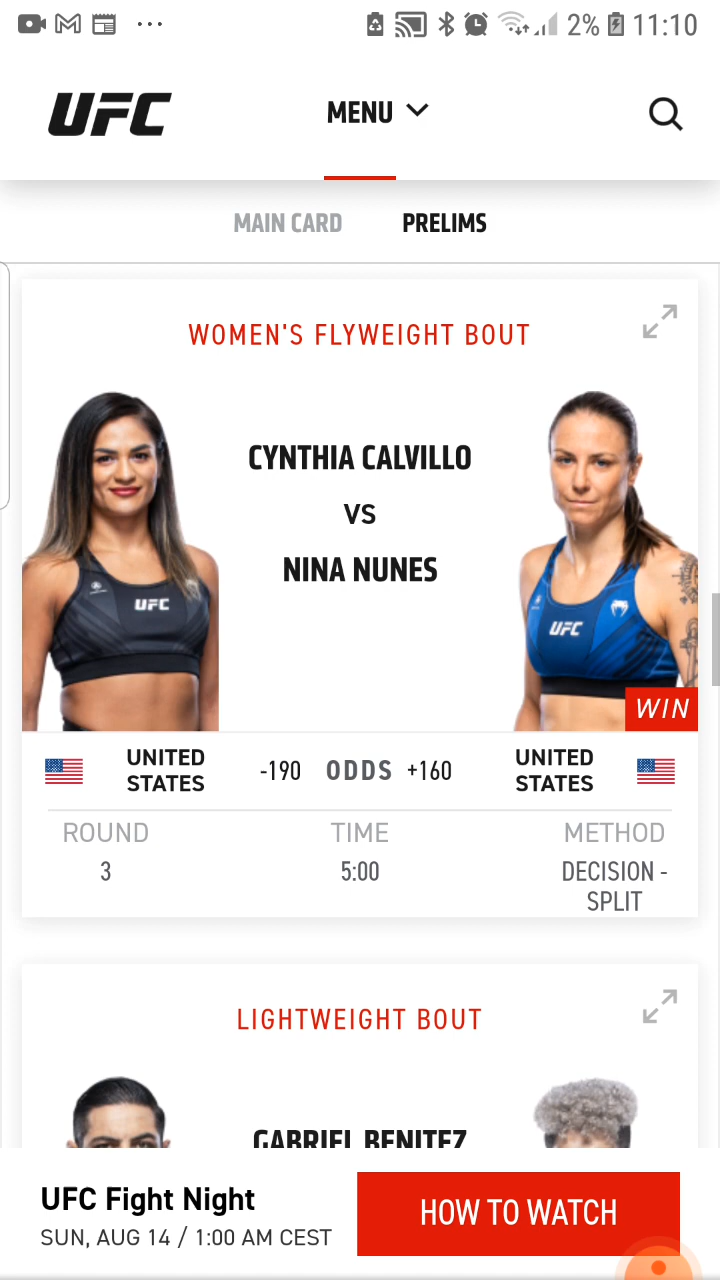 2% 11:10
UFC MENU
MAIN CARD PRELIMS
WOMEN'S FLYWEIGHT BOUT
CYNTHIA CALVILLO
VS
NINA NUNES
UFC
UFC
WIN
UNITED STATES -190 ODDS +160 UNITED STATES
ROUND TIME METHOD
3 5:00 DECISION -
SPLIT
LIGHTWEIGHT BOUT
GABRIEL BENITEZ
UFC Fight Night
SUN, AUG 14 / 1:00 AM CEST
HOW TO WATCH